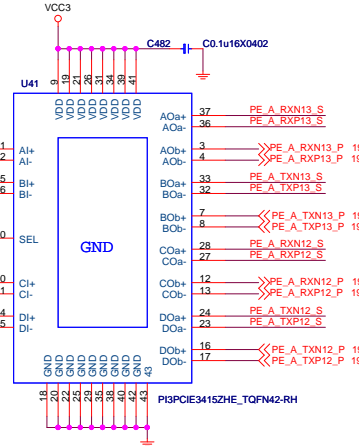 VCC3
C482 C0.1u16X0402
U41
9 19 21 26 31 34 39 41
VDD VDD VDD VDD VDD VDD VDD VDD
AOa+ 37 PE_A_RXN13_S
AOa- 36 PE_A_RXP13_S
AI+ AOb+ 3 PE_A_RXN13_P
AI- AOb- 4 PE_A_RXP13_P
BI+ BOa+ 33 PE_A_TXN13_S
BI- BOa- 32 PE_A_TXP13_S
BOb+ 7 PE_A_TXN13_P
BOb- 8 PE_A_TXP13_P
SEL
GND
COa+ 28 PE_A_RXN12_S
COa- 27 PE_A_RXP12_S
CI+ COb+ 12 PE_A_RXN12_P
CI- COb- 13 PE_A_RXP12_P
DI+ DOa+ 24 PE_A_TXN12_S
DI- DOa- 23 PE_A_TXP12_S
DOb+ 16 PE_A_TXN12_P
DOb- 17 PE_A_TXP12_P
GND GND GND GND GND GND GND GND GND 43
18 20 22 25 29 35 38 40 42 43
PI3PCIE3415ZHE_TQFN42-RH